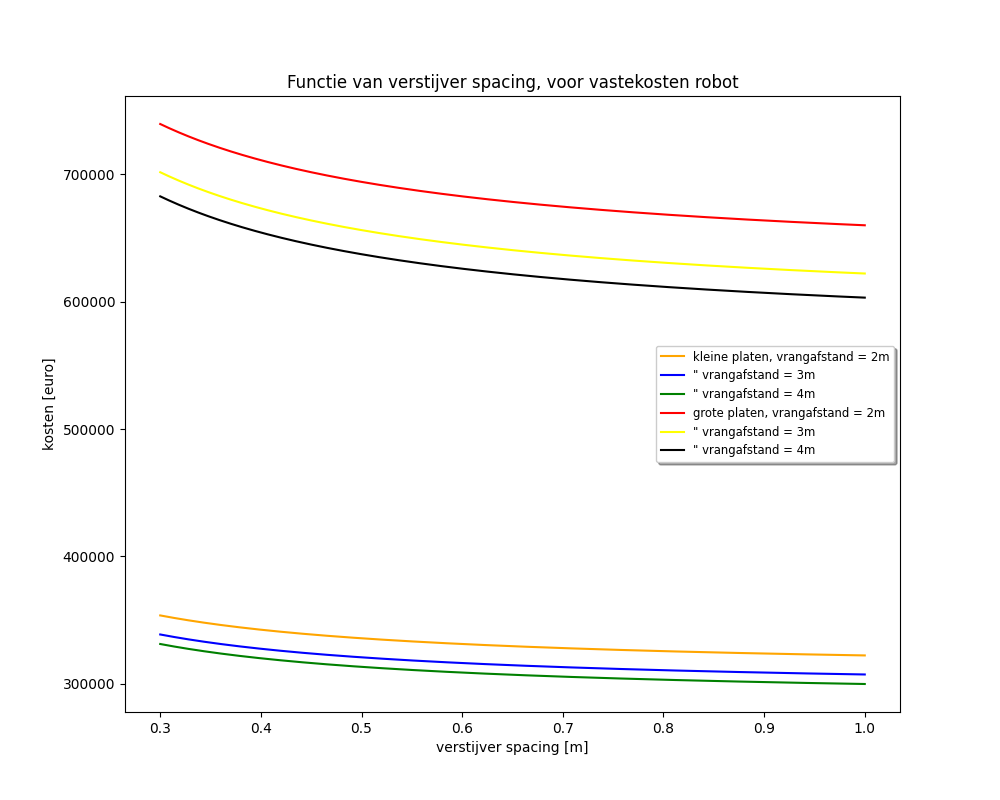 Functie van verstijver spacing, voor vastekosten robot
700000
600000
500000
400000
300000
kosten [euro]
kleine platen, vrangafstand = 2m
" vrangafstand = 3m
" vrangafstand = 4m
grote platen, vrangafstand = 2m
" vrangafstand = 3m
" vrangafstand = 4m
0.3 0.4 0.5 0.6 0.7 0.8 0.9 1.0
verstijver spacing [m]